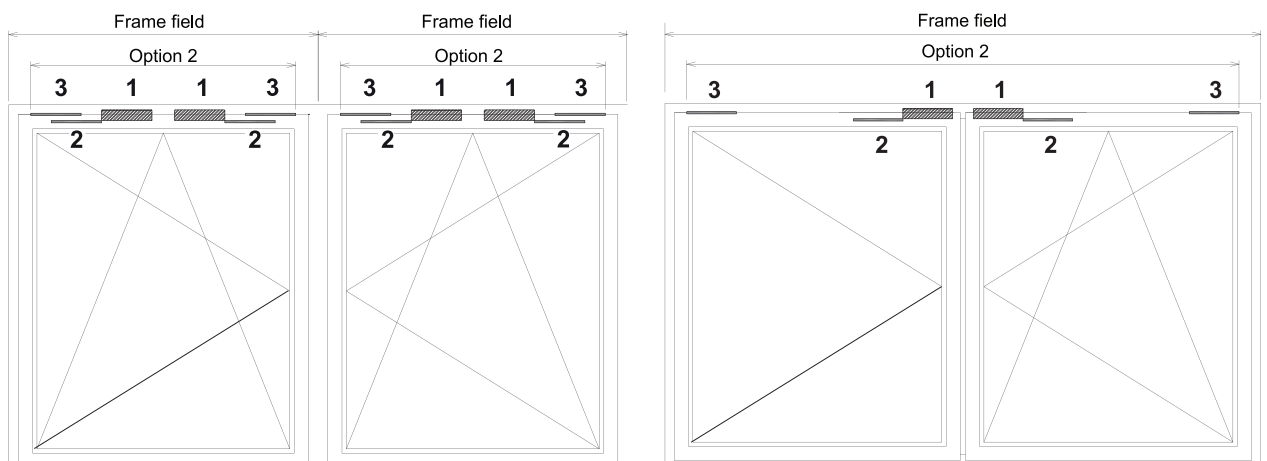 Frame field Frame field Frame field
Option 2 Option 2 Option 2
3 1 1 3 3 1 1 3 3 1 1 3
2 2 2 2 2 2